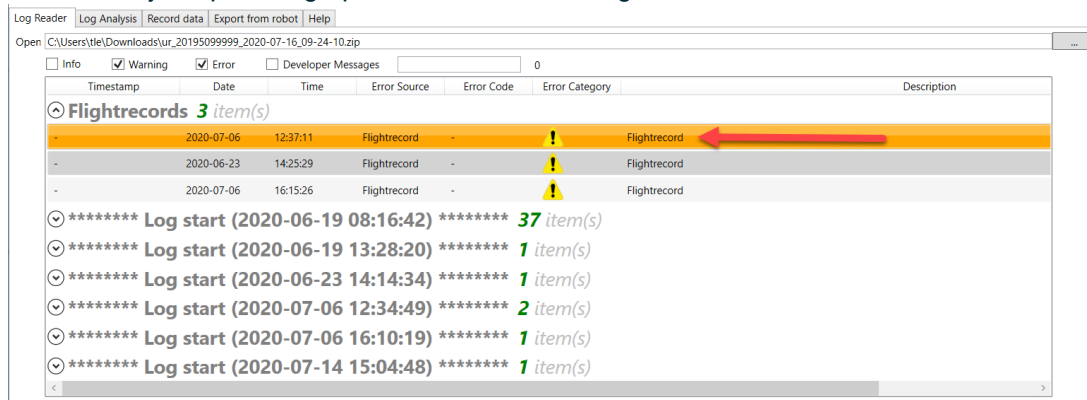 Log Reader Log Analysis Record data Export from robot Help
Open C:\Users\tle\Downloads\ur_20195099999_2020-07-16_09-24-10.zip ...
Info Warning Error Developer Messages 0
Timestamp Date Time Error Source Error Code Error Category Description
Flightrecords 3 item(s)
- 2020-07-06 12:37:11 Flightrecord - Flightrecord
- 2020-06-23 14:25:29 Flightrecord - Flightrecord
- 2020-07-06 16:15:26 Flightrecord - Flightrecord
******** Log start (2020-06-19 08:16:42) ******** 37 item(s)
******** Log start (2020-06-19 13:28:20) ******** 1 item(s)
******** Log start (2020-06-23 14:14:34) ******** 1 item(s)
******** Log start (2020-07-06 12:34:49) ******** 2 item(s)
******** Log start (2020-07-06 16:10:19) ******** 1 item(s)
******** Log start (2020-07-14 15:04:48) ******** 1 item(s)